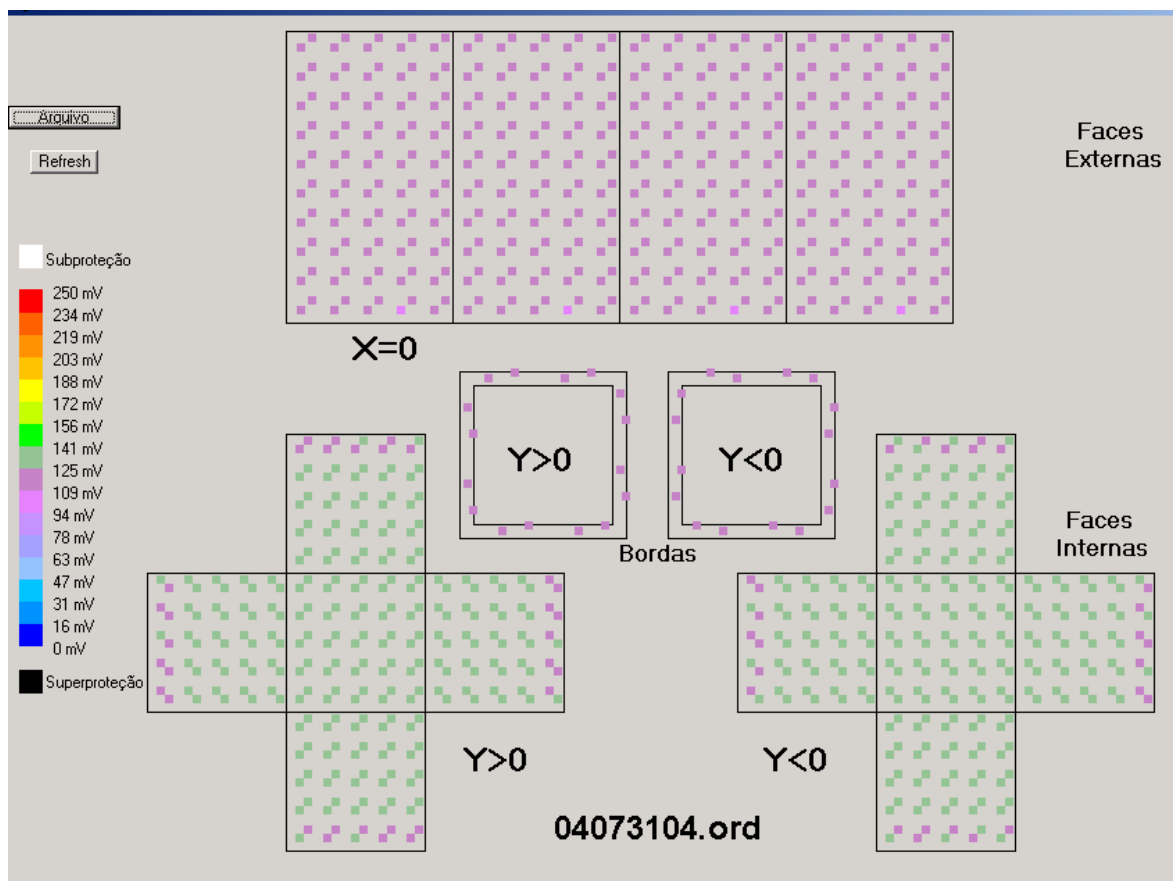 Arquivo
Refresh
Faces
Externas
Subproteção
250 mV
234 mV
219 mV
203 mV
188 mV
172 mV
156 mV
141 mV
125 mV
109 mV
94 mV
78 mV
63 mV
47 mV
31 mV
16 mV
0 mV
Superproteção
X=0
Y>0
Y<0
Bordas
Faces
Internas
Y>0
Y<0
04073104.ord